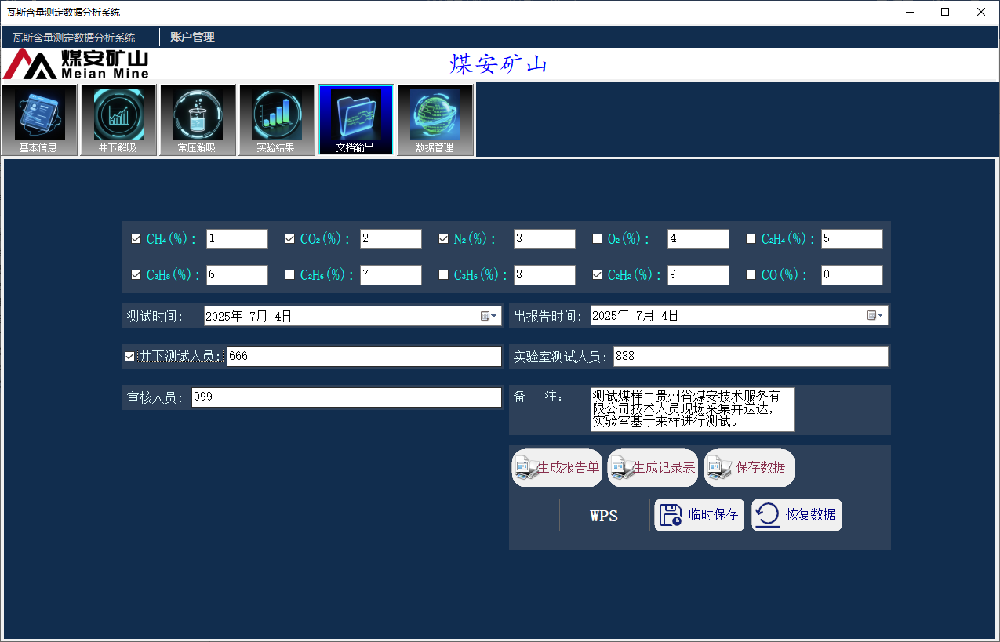 瓦斯含量测定数据分析系统
瓦斯含量测定数据分析系统 账户管理
煤安矿山
Meian Mine
煤安矿山
基本信息 井下解吸 常压解吸 实验结果 文档输出 数据管理
CH₄(%)： 1 CO₂(%)： 2 N₂(%)： 3 O₂(%)： 4 C₂H₄(%)： 5
C₃H₈(%)： 6 C₂H₆(%)： 7 C₃H₆(%)： 8 C₂H₂(%)： 9 CO(%)： 0
测试时间： 2025年 7月 4日 出报告时间： 2025年 7月 4日
井下测试人员： 666 实验室测试人员： 888
审核人员： 999 备 注：
测试煤样由贵州省煤安技术服务有
限公司技术人员现场采集并送达，
实验室基于来样进行测试。
生成报告单 生成记录表 保存数据
WPS 临时保存 恢复数据